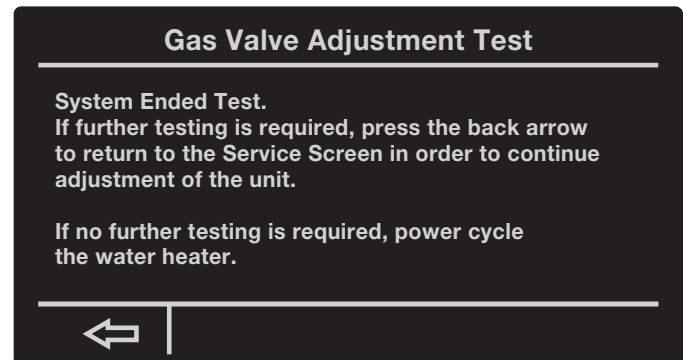 Gas Valve Adjustment Test
System Ended Test.
If further testing is required, press the back arrow
to return to the Service Screen in order to continue
adjustment of the unit.
If no further testing is required, power cycle
the water heater.